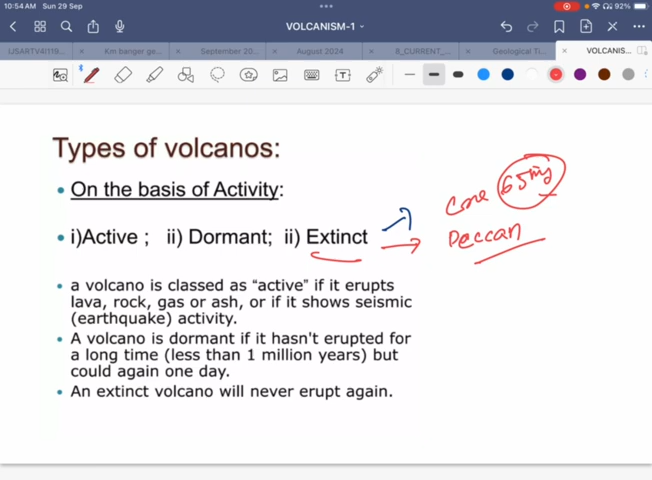 10:54 AM Sun 29 Sep
92%
VOLCANISM-1
IJSARTV4I119...
Km banger ge...
September 20...
August 2024
8_CURRENT_...
Geological Ti...
VOLCANIS...
Types of volcanos:
• On the basis of Activity:
65my
• i)Active ; ii) Dormant; ii) Extinct
Deccan
• a volcano is classed as “active” if it erupts
lava, rock, gas or ash, or if it shows seismic
(earthquake) activity.
• A volcano is dormant if it hasn't erupted for
a long time (less than 1 million years) but
could again one day.
• An extinct volcano will never erupt again.